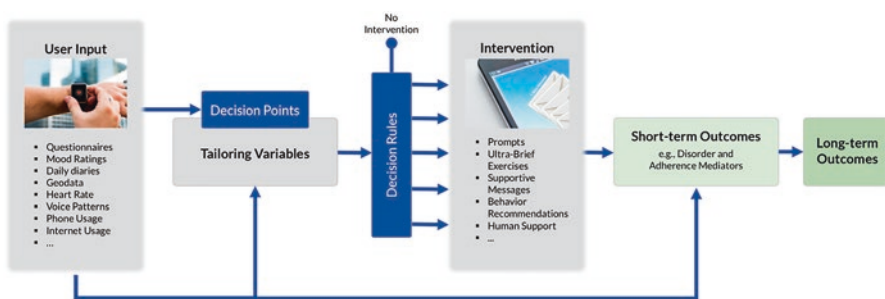 User Input
▪ Questionnaires
▪ Mood Ratings
▪ Daily diaries
▪ Geodata
▪ Heart Rate
▪ Voice Patterns
▪ Phone Usage
▪ Internet Usage
▪ ...
Decision Points
Tailoring Variables
No
Intervention
Decision Rules
Intervention
▪ Prompts
▪ Ultra-Brief
Exercises
▪ Supportive
Messages
▪ Behavior
Recommendations
▪ Human Support
▪ ...
Short-term Outcomes
e.g., Disorder and
Adherence Mediators
Long-term
Outcomes